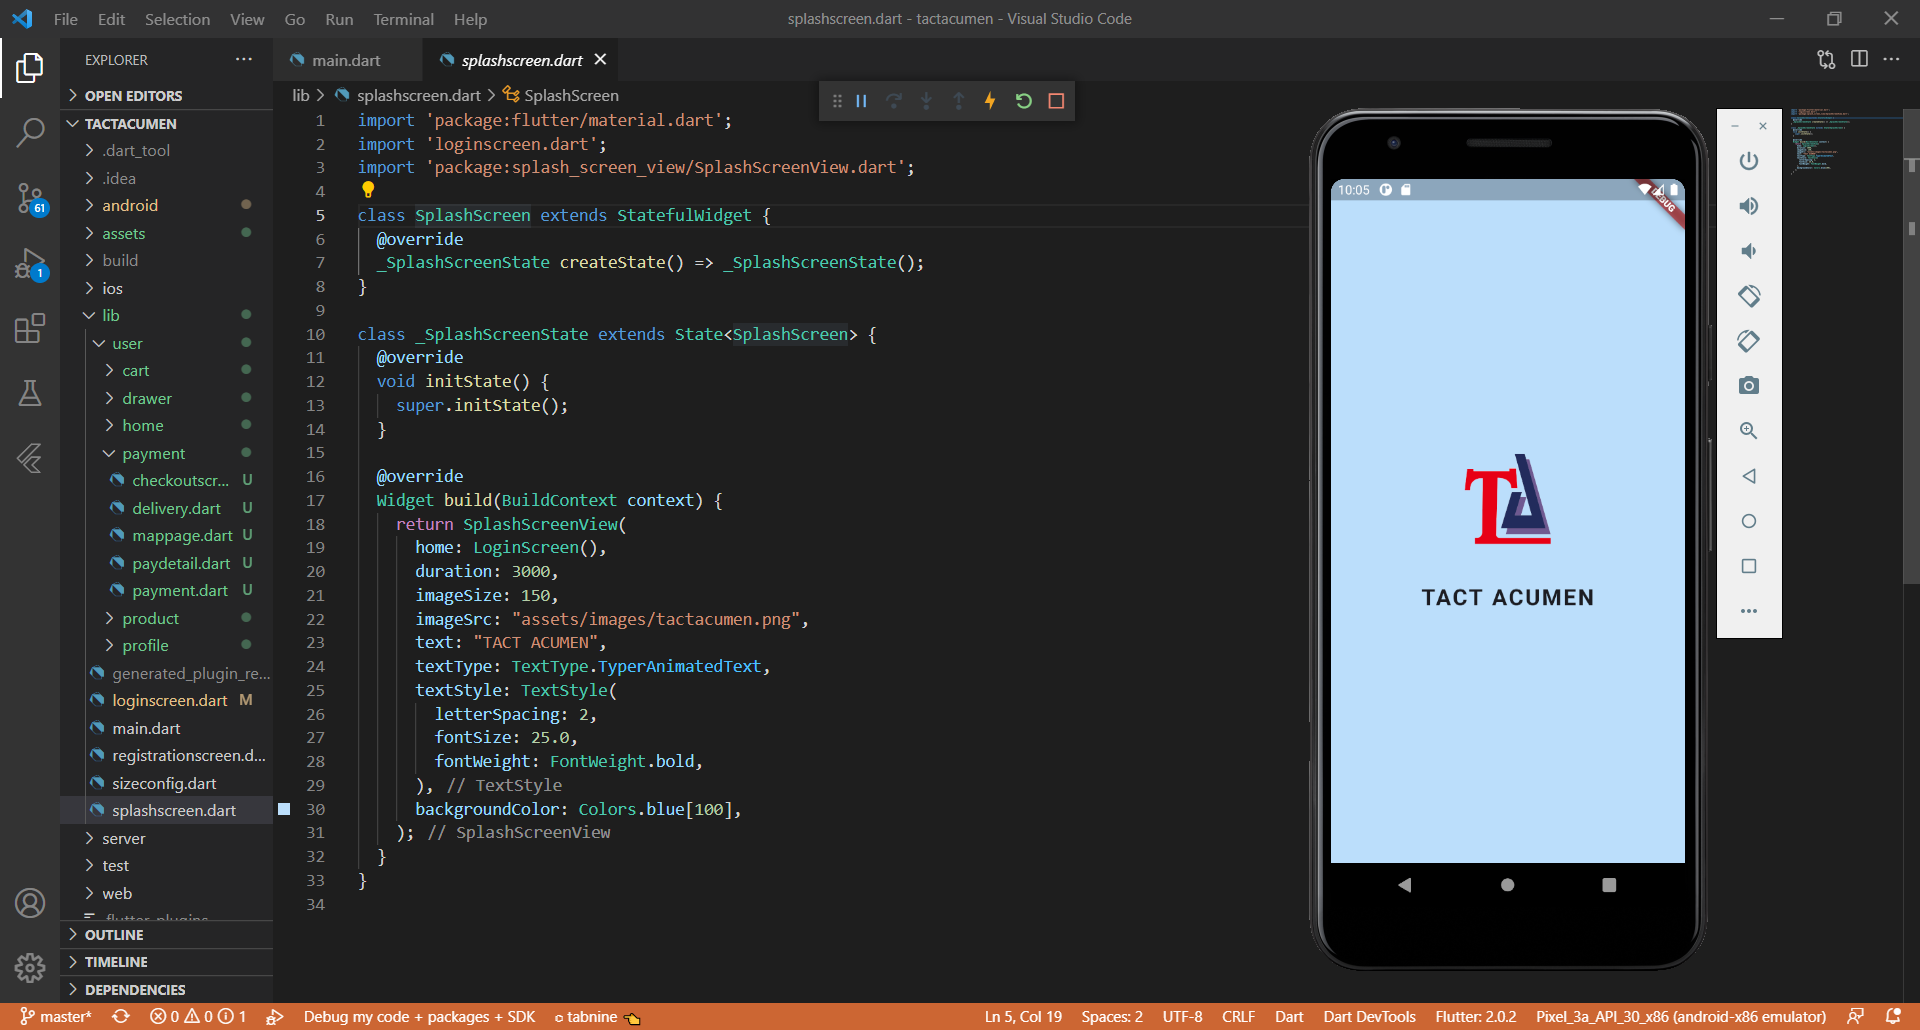 File Edit Selection View Go Run Terminal Help
splashscreen.dart - tactacumen - Visual Studio Code
EXPLORER
OPEN EDITORS
TACTACUMEN
.dart_tool
.idea
android
assets
build
ios
lib
user
cart
drawer
home
payment
checkoutscr... U
delivery.dart U
mappage.dart U
paydetail.dart U
payment.dart U
product
profile
generated_plugin_re...
loginscreen.dart M
main.dart
registrationscreen.d...
sizeconfig.dart
splashscreen.dart
server
test
web
.flutter-plugins
OUTLINE
TIMELINE
DEPENDENCIES
61
1
main.dart splashscreen.dart
lib > splashscreen.dart > SplashScreen
1 import 'package:flutter/material.dart';
2 import 'loginscreen.dart';
3 import 'package:splash_screen_view/SplashScreenView.dart';
4
5 class SplashScreen extends StatefulWidget {
6 @override
7 _SplashScreenState createState() => _SplashScreenState();
8 }
9
10 class _SplashScreenState extends State<SplashScreen> {
11 @override
12 void initState() {
13 super.initState();
14 }
15
16 @override
17 Widget build(BuildContext context) {
18 return SplashScreenView(
19 home: LoginScreen(),
20 duration: 3000,
21 imageSize: 150,
22 imageSrc: "assets/images/tactacumen.png",
23 text: "TACT ACUMEN",
24 textType: TextType.TyperAnimatedText,
25 textStyle: TextStyle(
26 letterSpacing: 2,
27 fontSize: 25.0,
28 fontWeight: FontWeight.bold,
29 ), // TextStyle
30 backgroundColor: Colors.blue[100],
31 ); // SplashScreenView
32 }
33 }
34
10:05
DEBUG
TA
TACT ACUMEN
master* 0 0 1 Debug my code + packages + SDK tabnine
Ln 5, Col 19 Spaces: 2 UTF-8 CRLF Dart Dart DevTools Flutter: 2.0.2 Pixel_3a_API_30_x86 (android-x86 emulator)